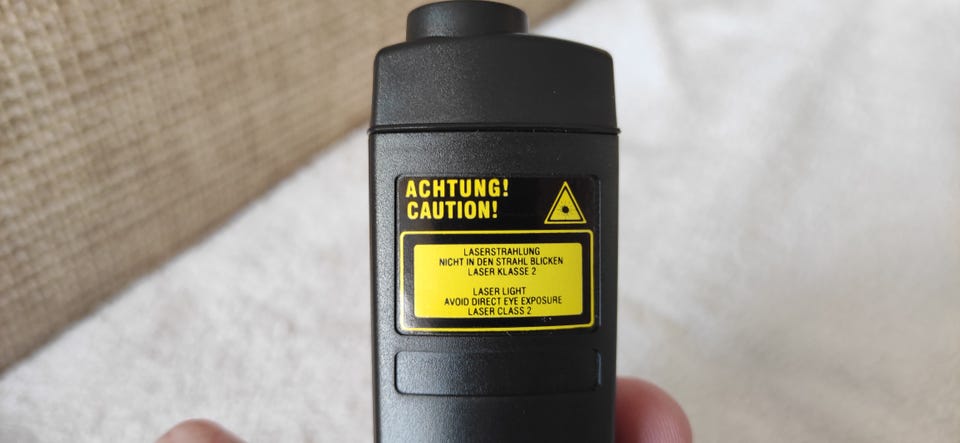 ACHTUNG!
CAUTION!
LASERSTRAHLUNG
NICHT IN DEN STRAHL BLICKEN
LASER KLASSE 2
LASER LIGHT
AVOID DIRECT EYE EXPOSURE
LASER CLASS 2